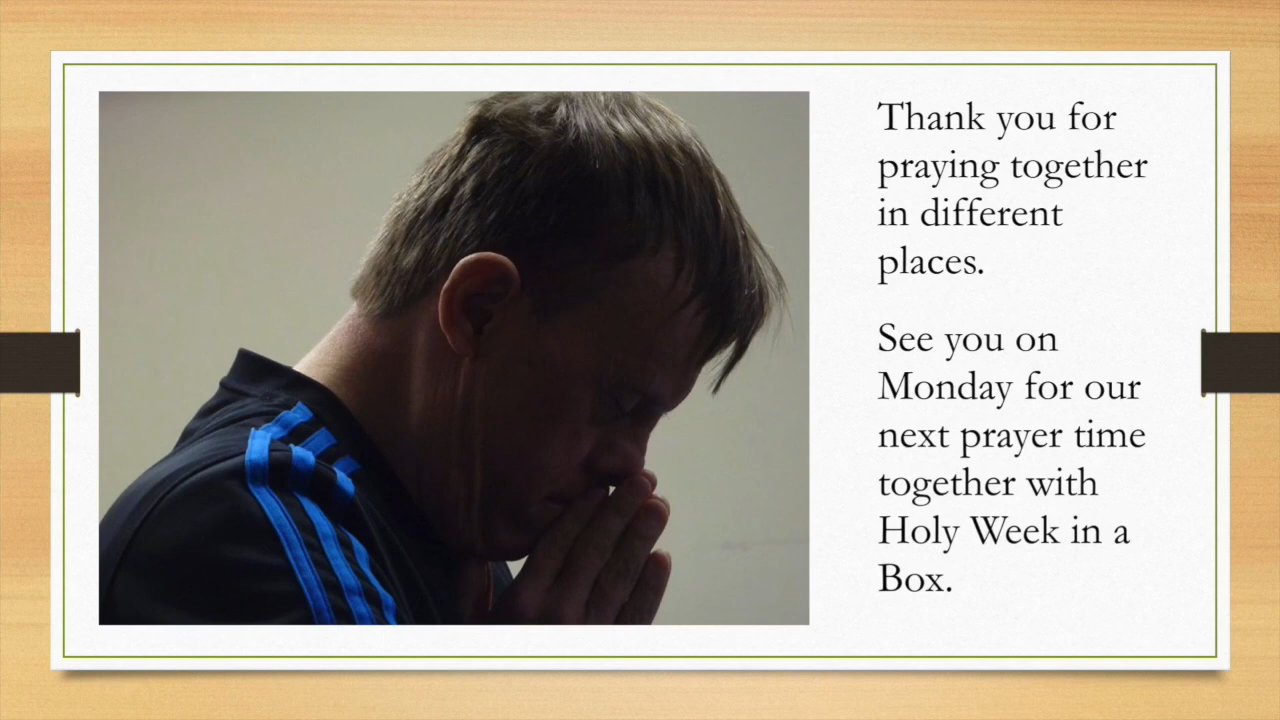 Thank you for
praying together
in different
places.
See you on
Monday for our
next prayer time
together with
Holy Week in a
Box.